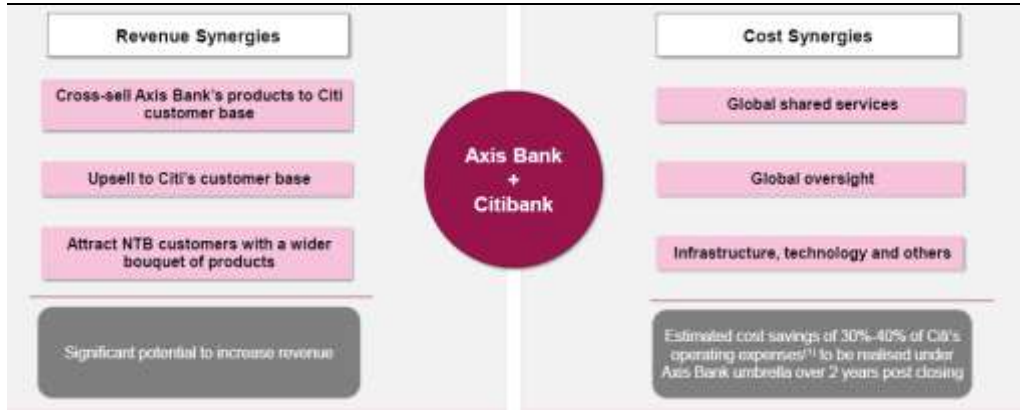 Revenue Synergies
Cross-sell Axis Bank's products to Citi
customer base
Upsell to Citi's customer base
Attract NTB customers with a wider
bouquet of products
Significant potential to increase revenue
Axis Bank
+
Citibank
Cost Synergies
Global shared services
Global oversight
Infrastructure, technology and others
Estimated cost savings of 30%-40% of Citi's
operating expenses(1) to be realised under
Axis Bank umbrella over 2 years post closing